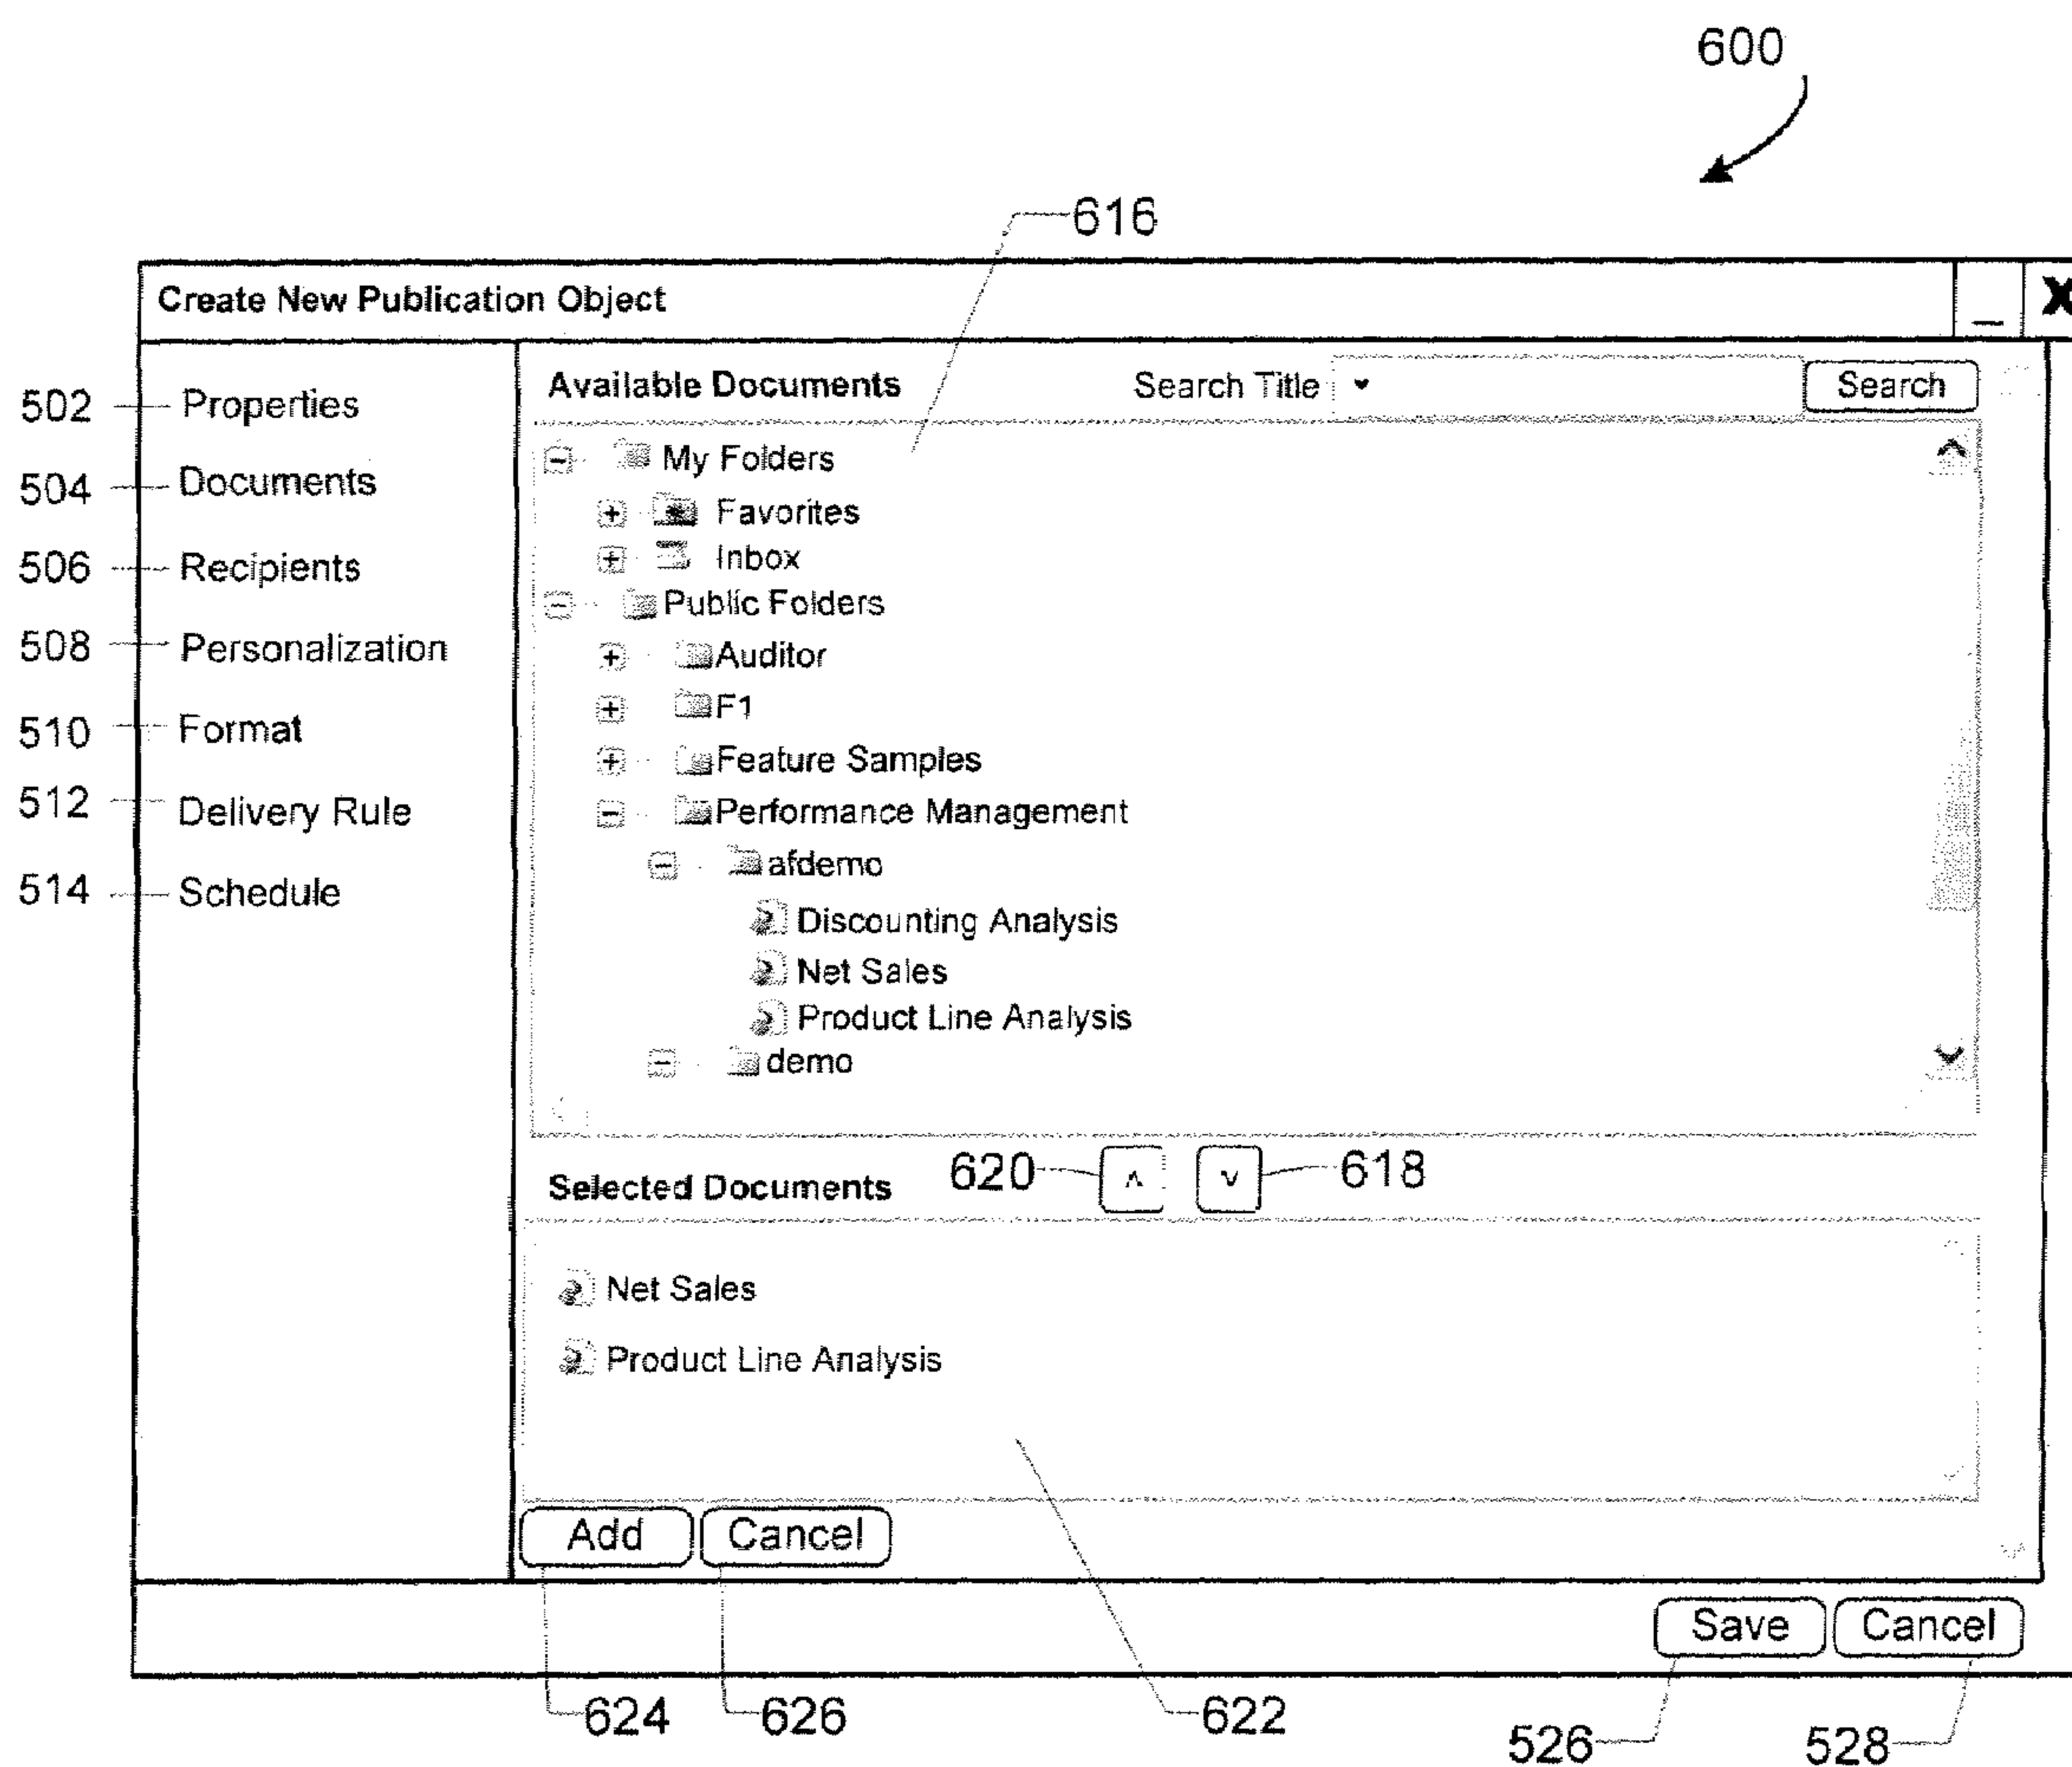 600
616
Create New Publication Object _ X
502 Properties
504 Documents
506 Recipients
508 Personalization
510 Format
512 Delivery Rule
514 Schedule
Available Documents Search Title Search
My Folders
Favorites
Inbox
Public Folders
Auditor
F1
Feature Samples
Performance Management
afdemo
Discounting Analysis
Net Sales
Product Line Analysis
demo
Selected Documents 620 ʌ v 618
Net Sales
Product Line Analysis
Add Cancel
Save Cancel
624 626 622 526 528